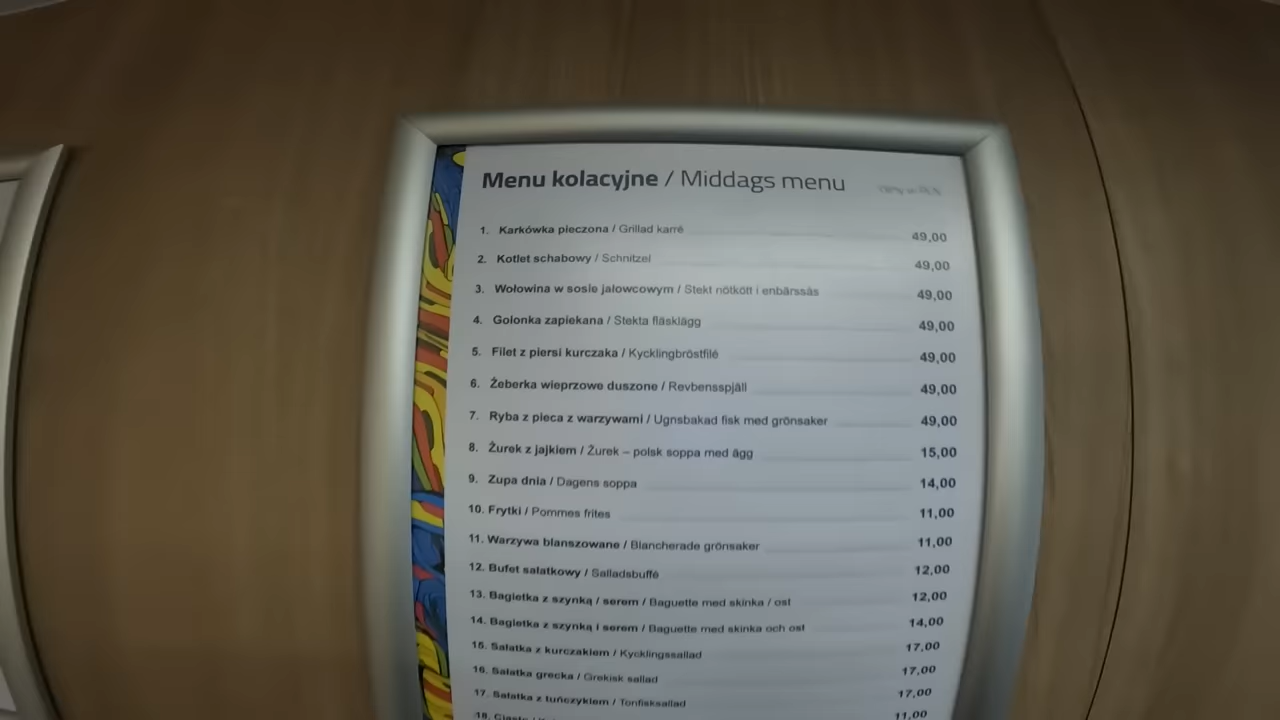 Menu kolacyjne / Middags menu
1. Karkówka pieczona / Grillad karré 49,00
2. Kotlet schabowy / Schnitzel 49,00
3. Wołowina w sosie jałowcowym / Stekt nötkött i enbärssås 49,00
4. Golonka zapiekana / Stekta fläsklägg 49,00
5. Filet z piersi kurczaka / Kycklingbröstfilé 49,00
6. Żeberka wieprzowe duszone / Revbensspjäll 49,00
7. Ryba z pieca z warzywami / Ugnsbakad fisk med grönsaker 49,00
8. Żurek z jajkiem / Żurek – polsk soppa med ägg 15,00
9. Zupa dnia / Dagens soppa 14,00
10. Frytki / Pommes frites 11,00
11. Warzywa blanszowane / Blancherade grönsaker 11,00
12. Bufet sałatkowy / Salladsbuffé 12,00
13. Bagietka z szynką / serem / Baguette med skinka / ost 12,00
14. Bagietka z szynką i serem / Baguette med skinka och ost 14,00
15. Sałatka z kurczakiem / Kycklingssallad 17,00
16. Sałatka grecka / Grekisk sallad 17,00
17. Sałatka z tuńczykiem / Tonfisksallad 17,00
18. Ciasto / 11,00